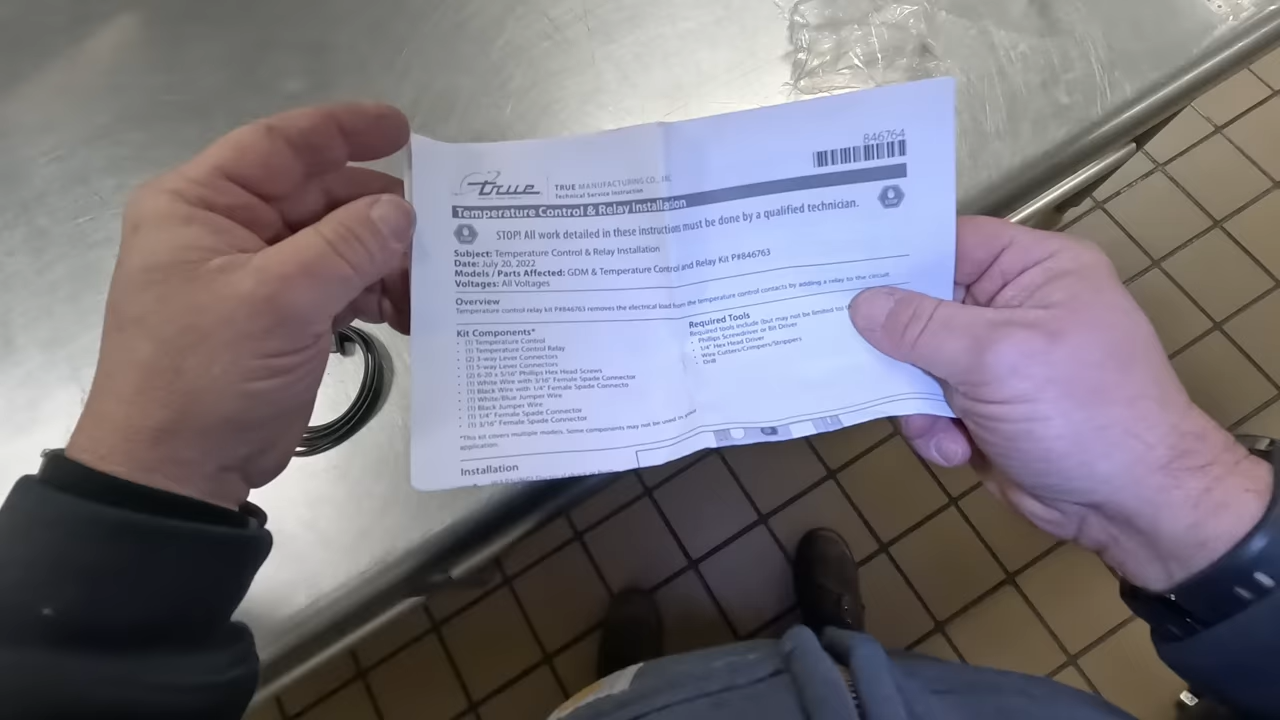 846764
true
TRUE MANUFACTURING CO., INC.
Technical Service Instruction
Temperature Control & Relay Installation
STOP! All work detailed in these instructions must be done by a qualified technician.
STOP
STOP
Subject: Temperature Control & Relay Installation
Date: July 20, 2022
Models / Parts Affected: GDM & Temperature Control and Relay Kit P#846763
Voltages: All Voltages
Overview
Temperature control relay kit P#846763 removes the electrical load from the temperature control contacts by adding a relay to the circuit.
Kit Components*
• (1) Temperature Control
• (1) Temperature Control Relay
• (2) 3-way Lever Connectors
• (1) 5-way Lever Connectors
• (2) 6-20 x 5/16" Phillips Hex Head Screws
• (1) White Wire with 3/16" Female Spade Connector
• (1) Black Wire with 1/4" Female Spade Connecto
• (1) White/Blue Jumper Wire
• (1) Black Jumper Wire
• (1) 1/4" Female Spade Connector
• (1) 3/16" Female Spade Connector
*This kit covers multiple models. Some components may not be used in your
application.
Required Tools
Required tools include (but may not be limited to)
• Phillips Screwdriver or Bit Driver
• 1/4" Hex Head Driver
• Wire Cutters/Crimpers/Strippers
• Drill
Installation